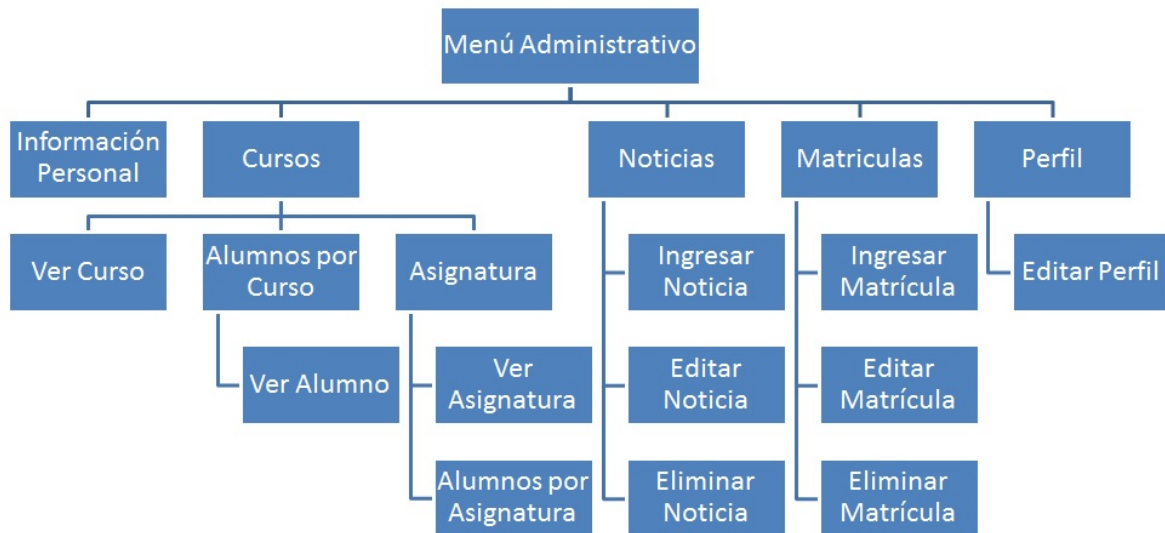 Menú Administrativo
Información
Personal
Cursos
Noticias
Matriculas
Perfil
Ver Curso
Alumnos por
Curso
Asignatura
Ingresar
Noticia
Ingresar
Matrícula
Editar Perfil
Ver Alumno
Ver
Asignatura
Editar
Noticia
Editar
Matrícula
Alumnos por
Asignatura
Eliminar
Noticia
Eliminar
Matrícula